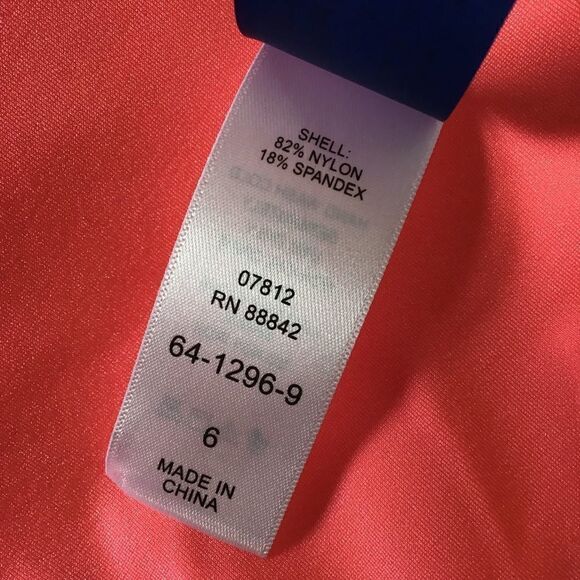 SHELL:
82% NYLON
18% SPANDEX
07812
RN 88842
64-1296-9
6
MADE IN
CHINA